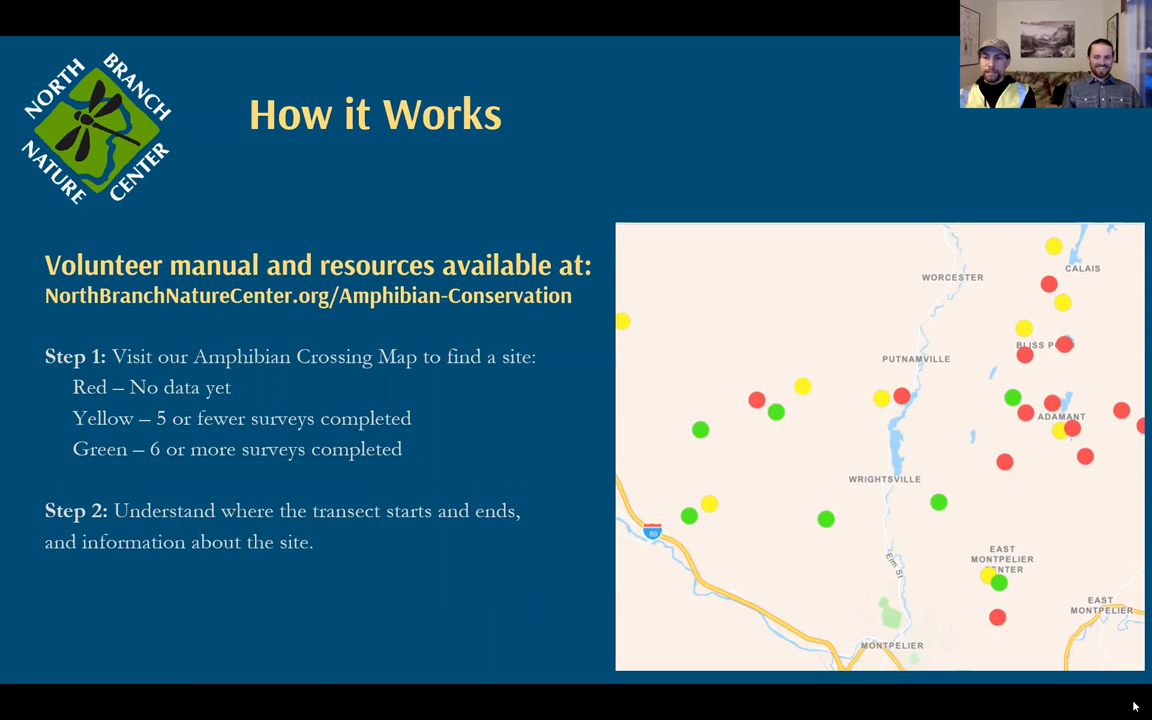 NORTH BRANCH
NATURE CENTER
How it Works
Volunteer manual and resources available at:
NorthBranchNatureCenter.org/Amphibian-Conservation
Step 1: Visit our Amphibian Crossing Map to find a site:
Red – No data yet
Yellow – 5 or fewer surveys completed
Green – 6 or more surveys completed
Step 2: Understand where the transect starts and ends,
and information about the site.
CALAIS
WORCESTER
BLISS
PUTNAMVILLE
ADAMANT
WRIGHTSVILLE
89
EAST
MONTPELIER
CENTER
Elm St
EAST
MONTPELIER
MONTPELIER